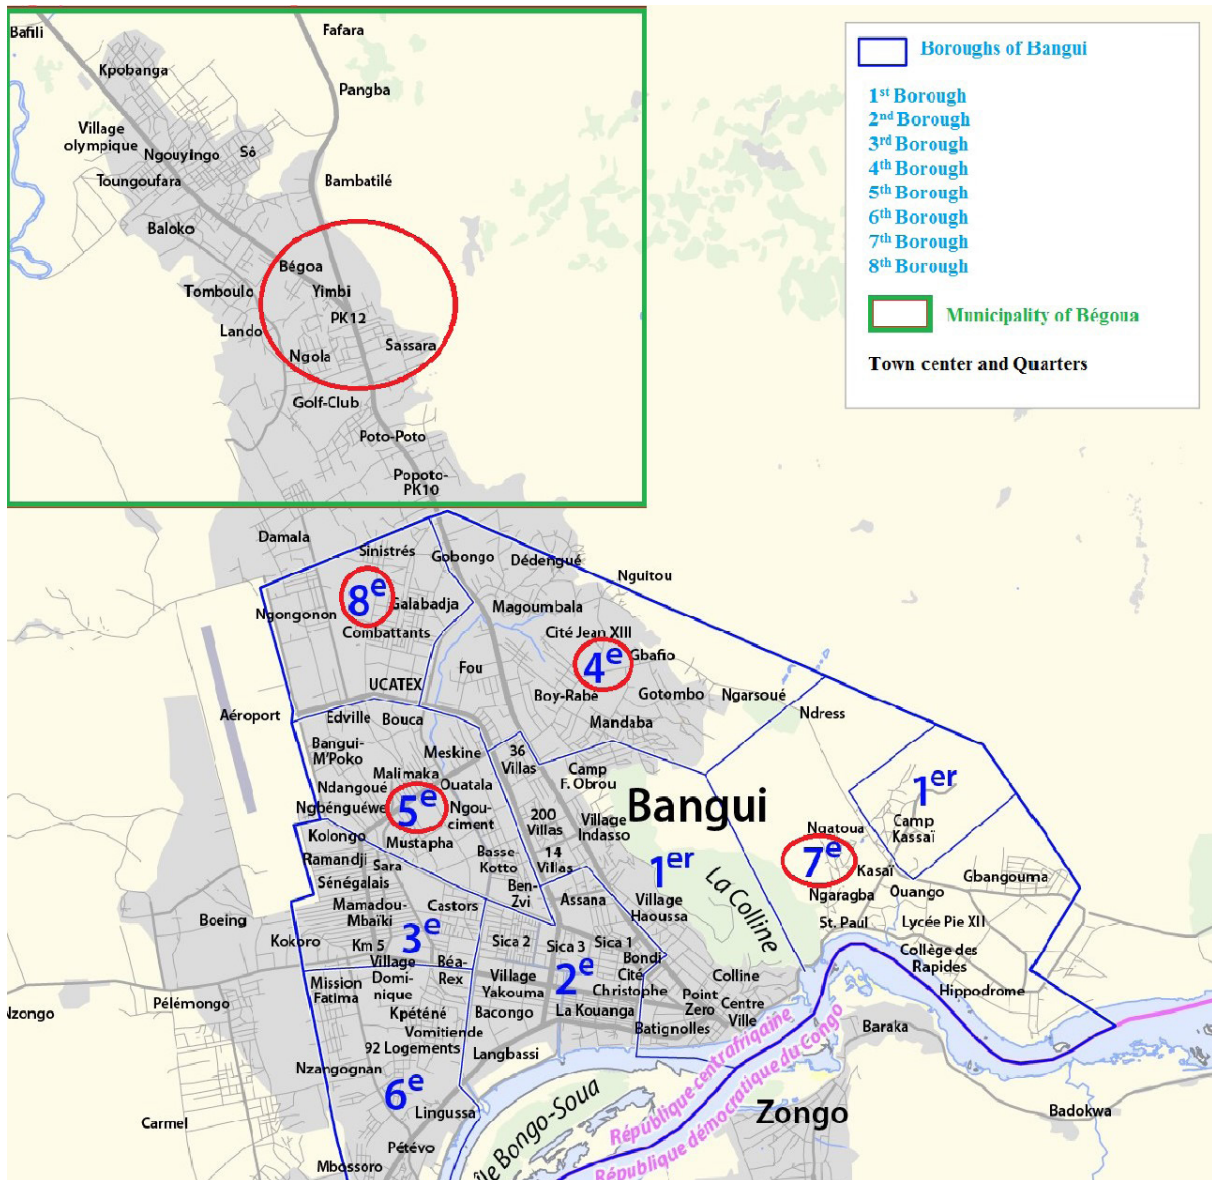 Bafili
Fafara
Kpobanga
Pangba
Village
olympique
Ngouyingo
Sô
Toungoufara
Bambatilé
Baloko
Bégoa
Tomboulo
Yimbi
PK12
Lando
Sassara
Ngola
Golf-Club
Poto-Poto
Popoto-
PK10
Boroughs of Bangui
1st Borough
2nd Borough
3rd Borough
4th Borough
5th Borough
6th Borough
7th Borough
8th Borough
Municipality of Bégoua
Town center and Quarters
Damala
Sinistrés
Gobongo
Dédengué
Nguitou
8e
Galabadja
Magoumbala
Ngongonon
Combattants
Cité Jean XIII
4e
Gbafio
Fou
UCATEX
Boy-Rabè
Gotombo
Ngarsoué
Aéroport
Edville
Bouca
Mandaba
Ndress
Bangui-
M'Poko
Meskine
36
Villas
Malimaka
Camp
F. Obrou
1er
Ndangoué
Ouatala
Ngbénguéwe
5e
Ngou-
ciment
Bangui
200
Villas
Village
Indasso
Camp
Kassaï
Kolongo
Mustapha
Ngatoua
Ramandji
Sara
Basse-
Kotto
14
Villas
1er
7e
Kasaï
Gbangouma
Sénégalais
Ben-
Zvi
La Colline
Ngaragba
Ouango
Mamadou-
Mbaïki
Castors
Assana
Village
Haoussa
Boeing
St. Paul
Lycée Pie XII
Kokoro
3e
Km 5
Village
Sica 2
Sica 3
Sica 1
Bondi
Collège des
Rapides
Béa-
Rex
2e
Mission
Fatima
Domi-
nique
Village
Yakouma
Cité
Christophe
Colline
Hippodrome
Pélémongo
Point
Zero
Centre
Ville
Nzongo
Kpéténé
Bacongo
La Kouanga
Vomitiende
Batignolles
Baraka
92 Logements
Langbassi
Nzangognan
République centrafriqaine
République démocratique du Congo
6e
Lingussa
Île Bongo-Soua
Zongo
Badokwa
Carmel
Pétévo
Mbossoro